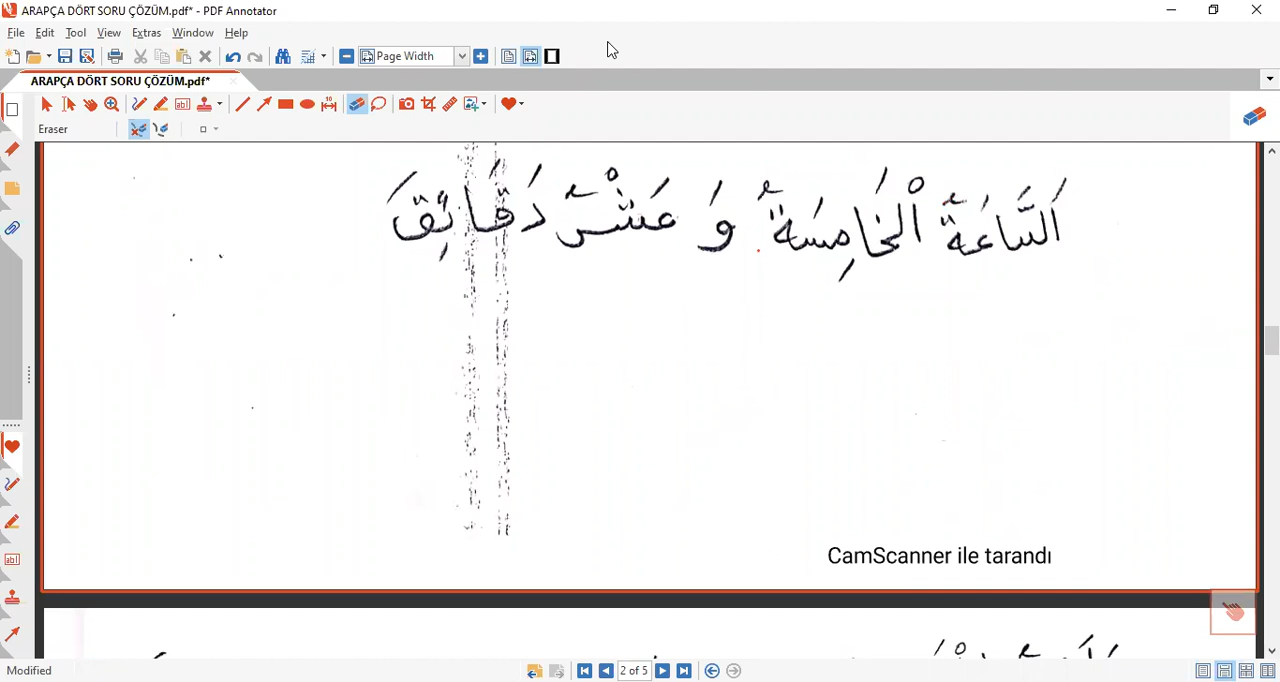 ARAPÇA DÖRT SORU ÇÖZÜM.pdf* - PDF Annotator
File Edit Tool View Extras Window Help
Page Width
ARAPÇA DÖRT SORU ÇÖZÜM.pdf*
Eraser
اَلسَّاعَةُ الْخَامِسَةُ وَ عَشْرُ دَقَائِقَ
CamScanner ile tarandı
Modified
2 of 5